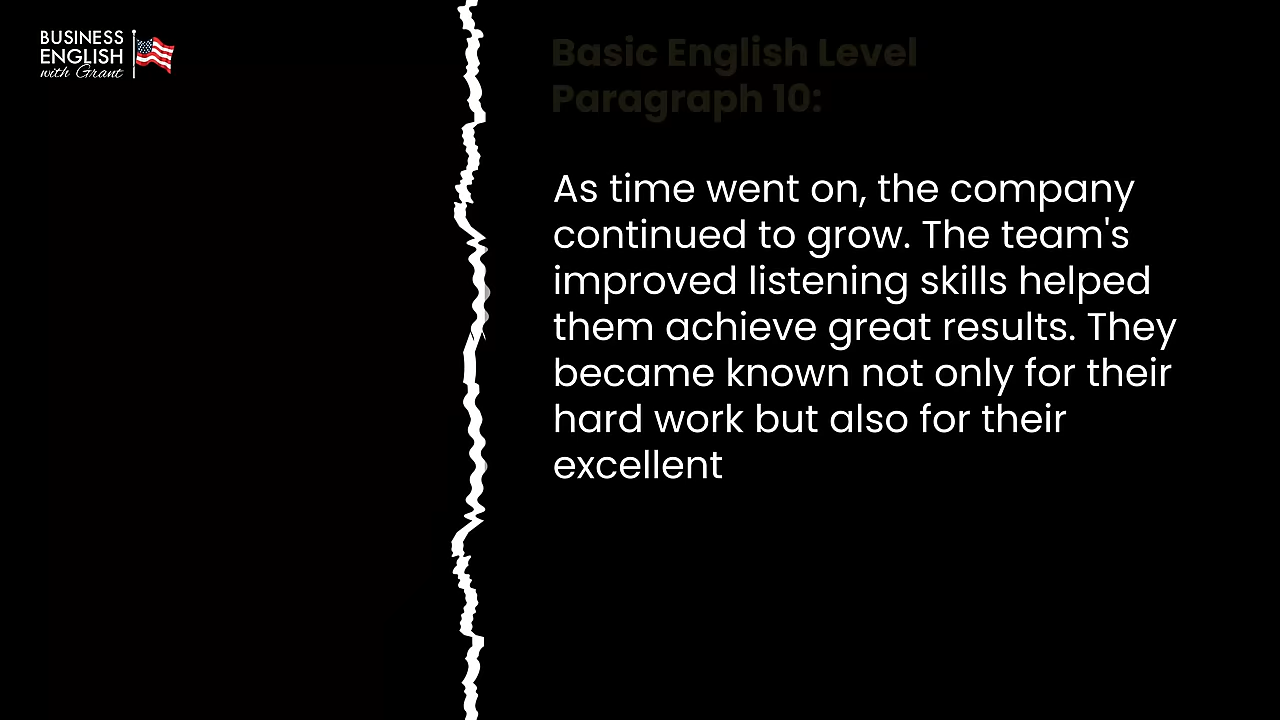 BUSINESS
ENGLISH
with Grant
Basic English Level
Paragraph 10:
As time went on, the company
continued to grow. The team's
improved listening skills helped
them achieve great results. They
became known not only for their
hard work but also for their
excellent